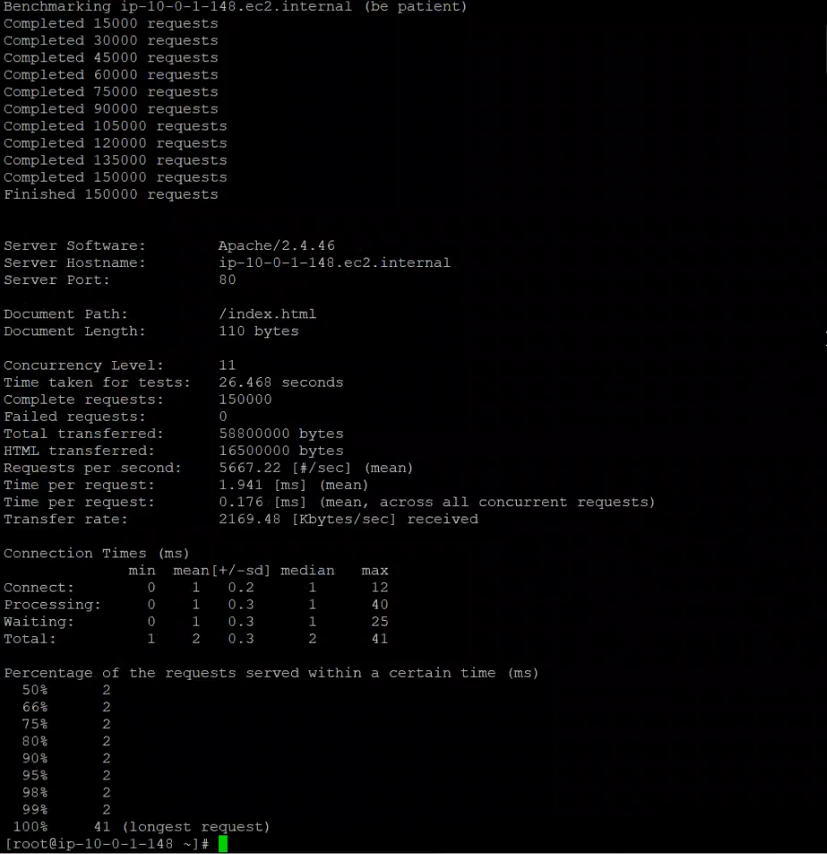 Benchmarking ip-10-0-1-148.ec2.internal (be patient)
Completed 15000 requests
Completed 30000 requests
Completed 45000 requests
Completed 60000 requests
Completed 75000 requests
Completed 90000 requests
Completed 105000 requests
Completed 120000 requests
Completed 135000 requests
Completed 150000 requests
Finished 150000 requests
Server Software: Apache/2.4.46
Server Hostname: ip-10-0-1-148.ec2.internal
Server Port: 80
Document Path: /index.html
Document Length: 110 bytes
Concurrency Level: 11
Time taken for tests: 26.468 seconds
Complete requests: 150000
Failed requests: 0
Total transferred: 58800000 bytes
HTML transferred: 16500000 bytes
Requests per second: 5667.22 [#/sec] (mean)
Time per request: 1.941 [ms] (mean)
Time per request: 0.176 [ms] (mean, across all concurrent requests)
Transfer rate: 2169.48 [Kbytes/sec] received
Connection Times (ms)
min mean[+/-sd] median max
Connect: 0 1 0.2 1 12
Processing: 0 1 0.3 1 40
Waiting: 0 1 0.3 1 25
Total: 1 2 0.3 2 41
Percentage of the requests served within a certain time (ms)
50% 2
66% 2
75% 2
80% 2
90% 2
95% 2
98% 2
99% 2
100% 41 (longest request)
[root@ip-10-0-1-148 ~]#